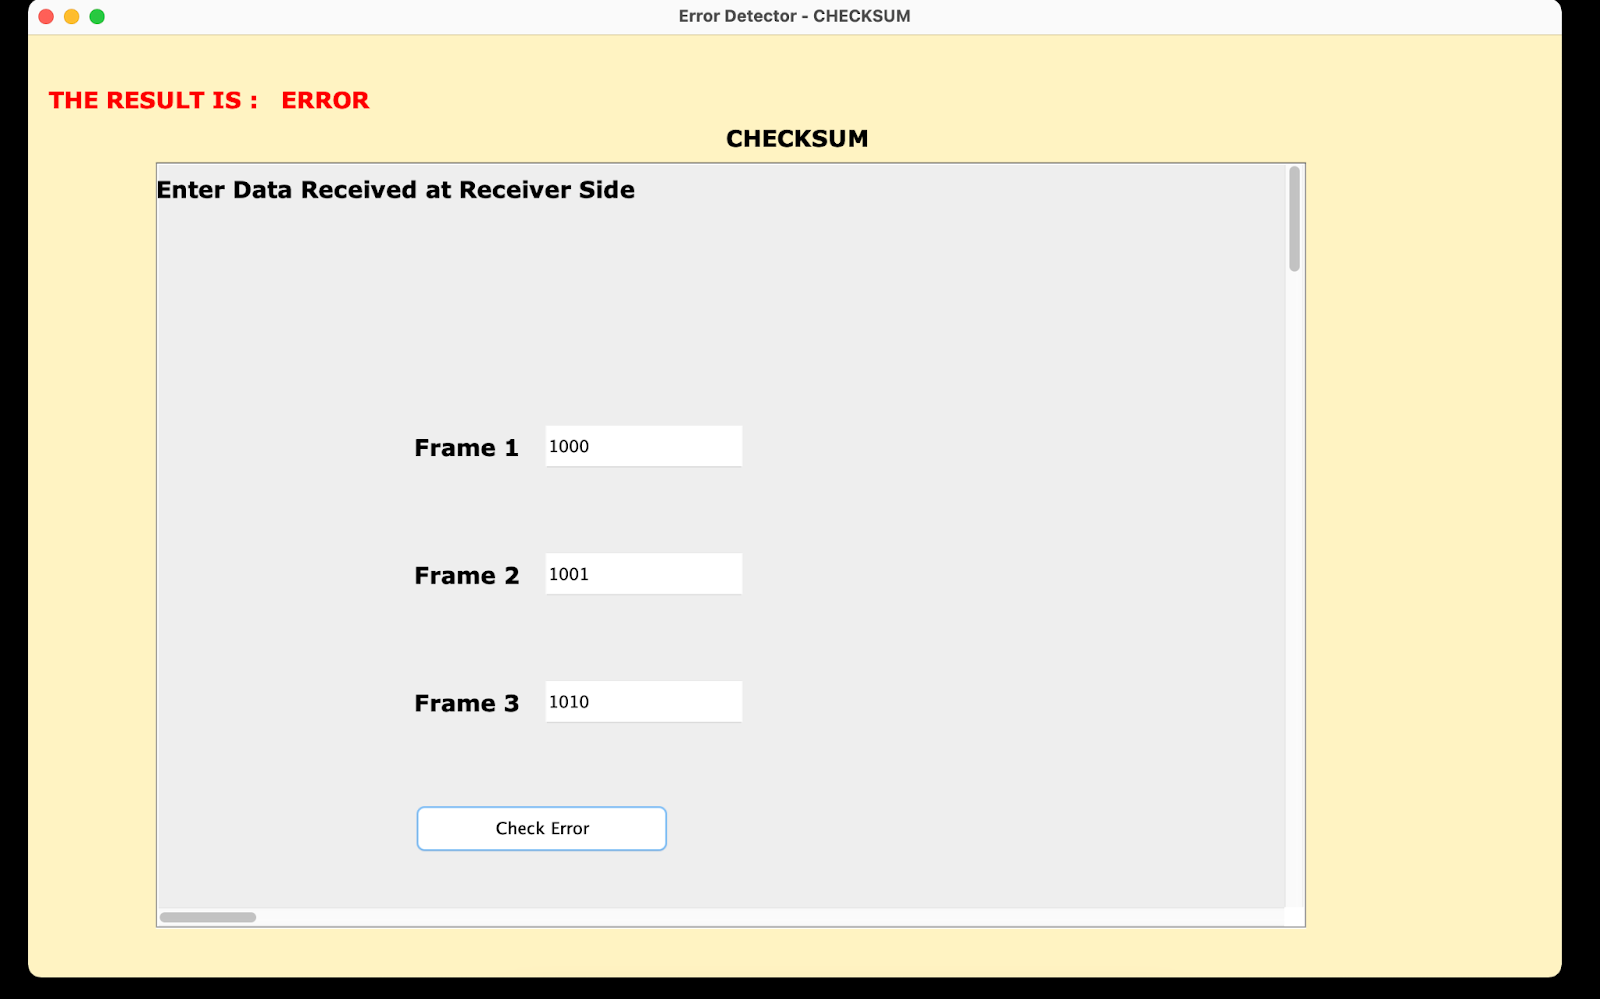 Error Detector - CHECKSUM
THE RESULT IS : ERROR
CHECKSUM
Enter Data Received at Receiver Side
Frame 1 1000
Frame 2 1001
Frame 3 1010
Check Error